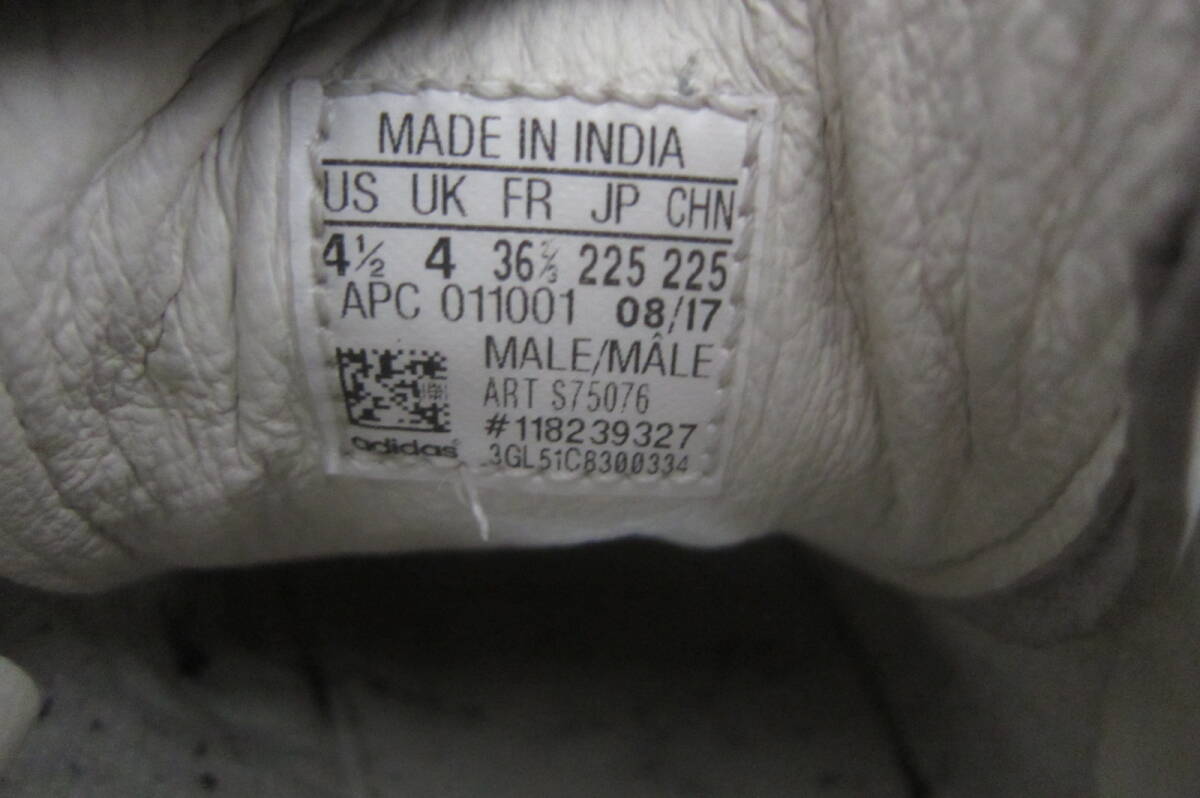 MADE IN INDIA
US UK FR JP CHN
4½ 4 36⅔ 225 225
APC 011001 08/17
MALE/MÂLE
ART S75076
#118239327
adidas
3GL51C8300334